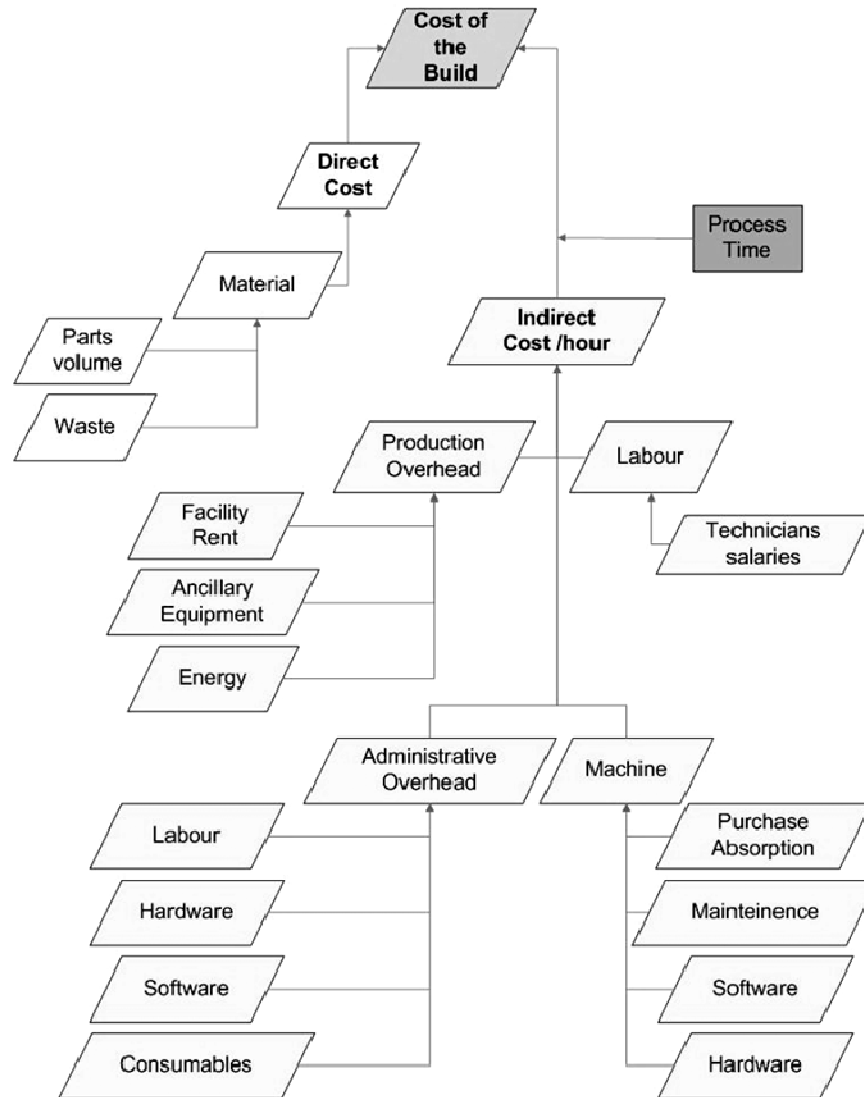 Cost of
the
Build
Direct
Cost
Process
Time
Material
Indirect
Cost /hour
Parts
volume
Waste
Production
Overhead
Labour
Facility
Rent
Technicians
salaries
Ancillary
Equipment
Energy
Administrative
Overhead
Machine
Labour
Purchase
Absorption
Hardware
Mainteinence
Software
Software
Consumables
Hardware